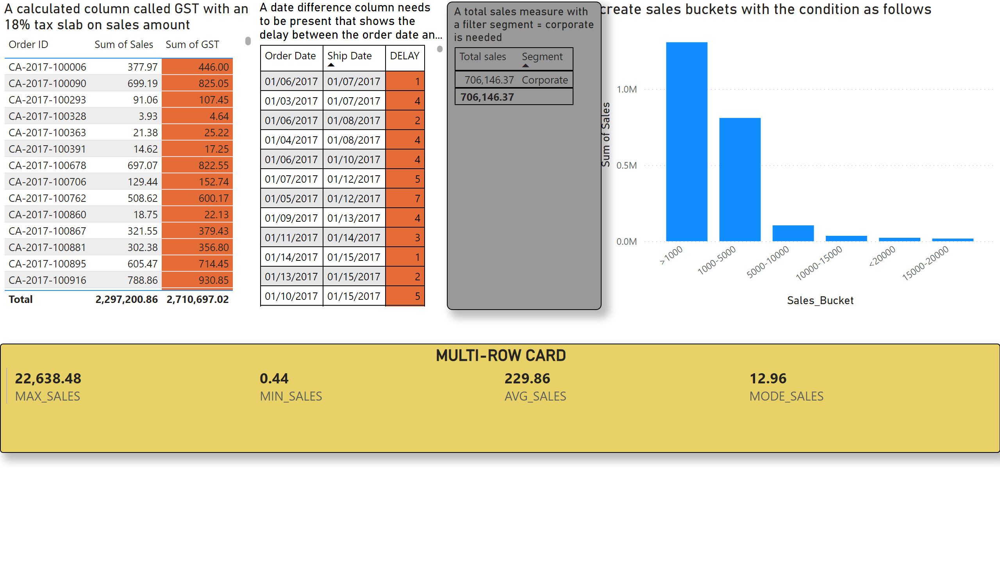 A calculated column called GST with an
18% tax slab on sales amount
Order ID Sum of Sales Sum of GST
CA-2017-100006 377.97 446.00
CA-2017-100090 699.19 825.05
CA-2017-100293 91.06 107.45
CA-2017-100328 3.93 4.64
CA-2017-100363 21.38 25.22
CA-2017-100391 14.62 17.25
CA-2017-100678 697.07 822.55
CA-2017-100706 129.44 152.74
CA-2017-100762 508.62 600.17
CA-2017-100860 18.75 22.13
CA-2017-100867 321.55 379.43
CA-2017-100881 302.38 356.80
CA-2017-100895 605.47 714.45
CA-2017-100916 788.86 930.85
Total 2,297,200.86 2,710,697.02
A date difference column needs
to be present that shows the
delay between the order date an...
Order Date Ship Date DELAY
01/06/2017 01/07/2017 1
01/03/2017 01/07/2017 4
01/06/2017 01/08/2017 2
01/04/2017 01/08/2017 4
01/06/2017 01/10/2017 4
01/07/2017 01/12/2017 5
01/05/2017 01/12/2017 7
01/09/2017 01/13/2017 4
01/11/2017 01/14/2017 3
01/14/2017 01/15/2017 1
01/13/2017 01/15/2017 2
01/10/2017 01/15/2017 5
A total sales measure with
a filter segment = corporate
is needed
Total sales Segment
706,146.37 Corporate
706,146.37
create sales buckets with the condition as follows
Sum of Sales
1.0M
0.5M
0.0M
>1000 1000-5000 5000-10000 10000-15000 <20000 15000-20000
Sales_Bucket
MULTI-ROW CARD
22,638.48 0.44 229.86 12.96
MAX_SALES MIN_SALES AVG_SALES MODE_SALES